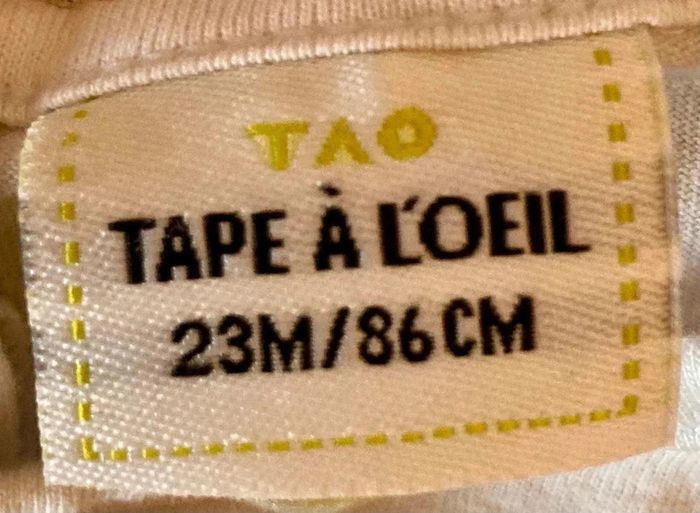 TAO
TAPE À L'OEIL
23M/86CM